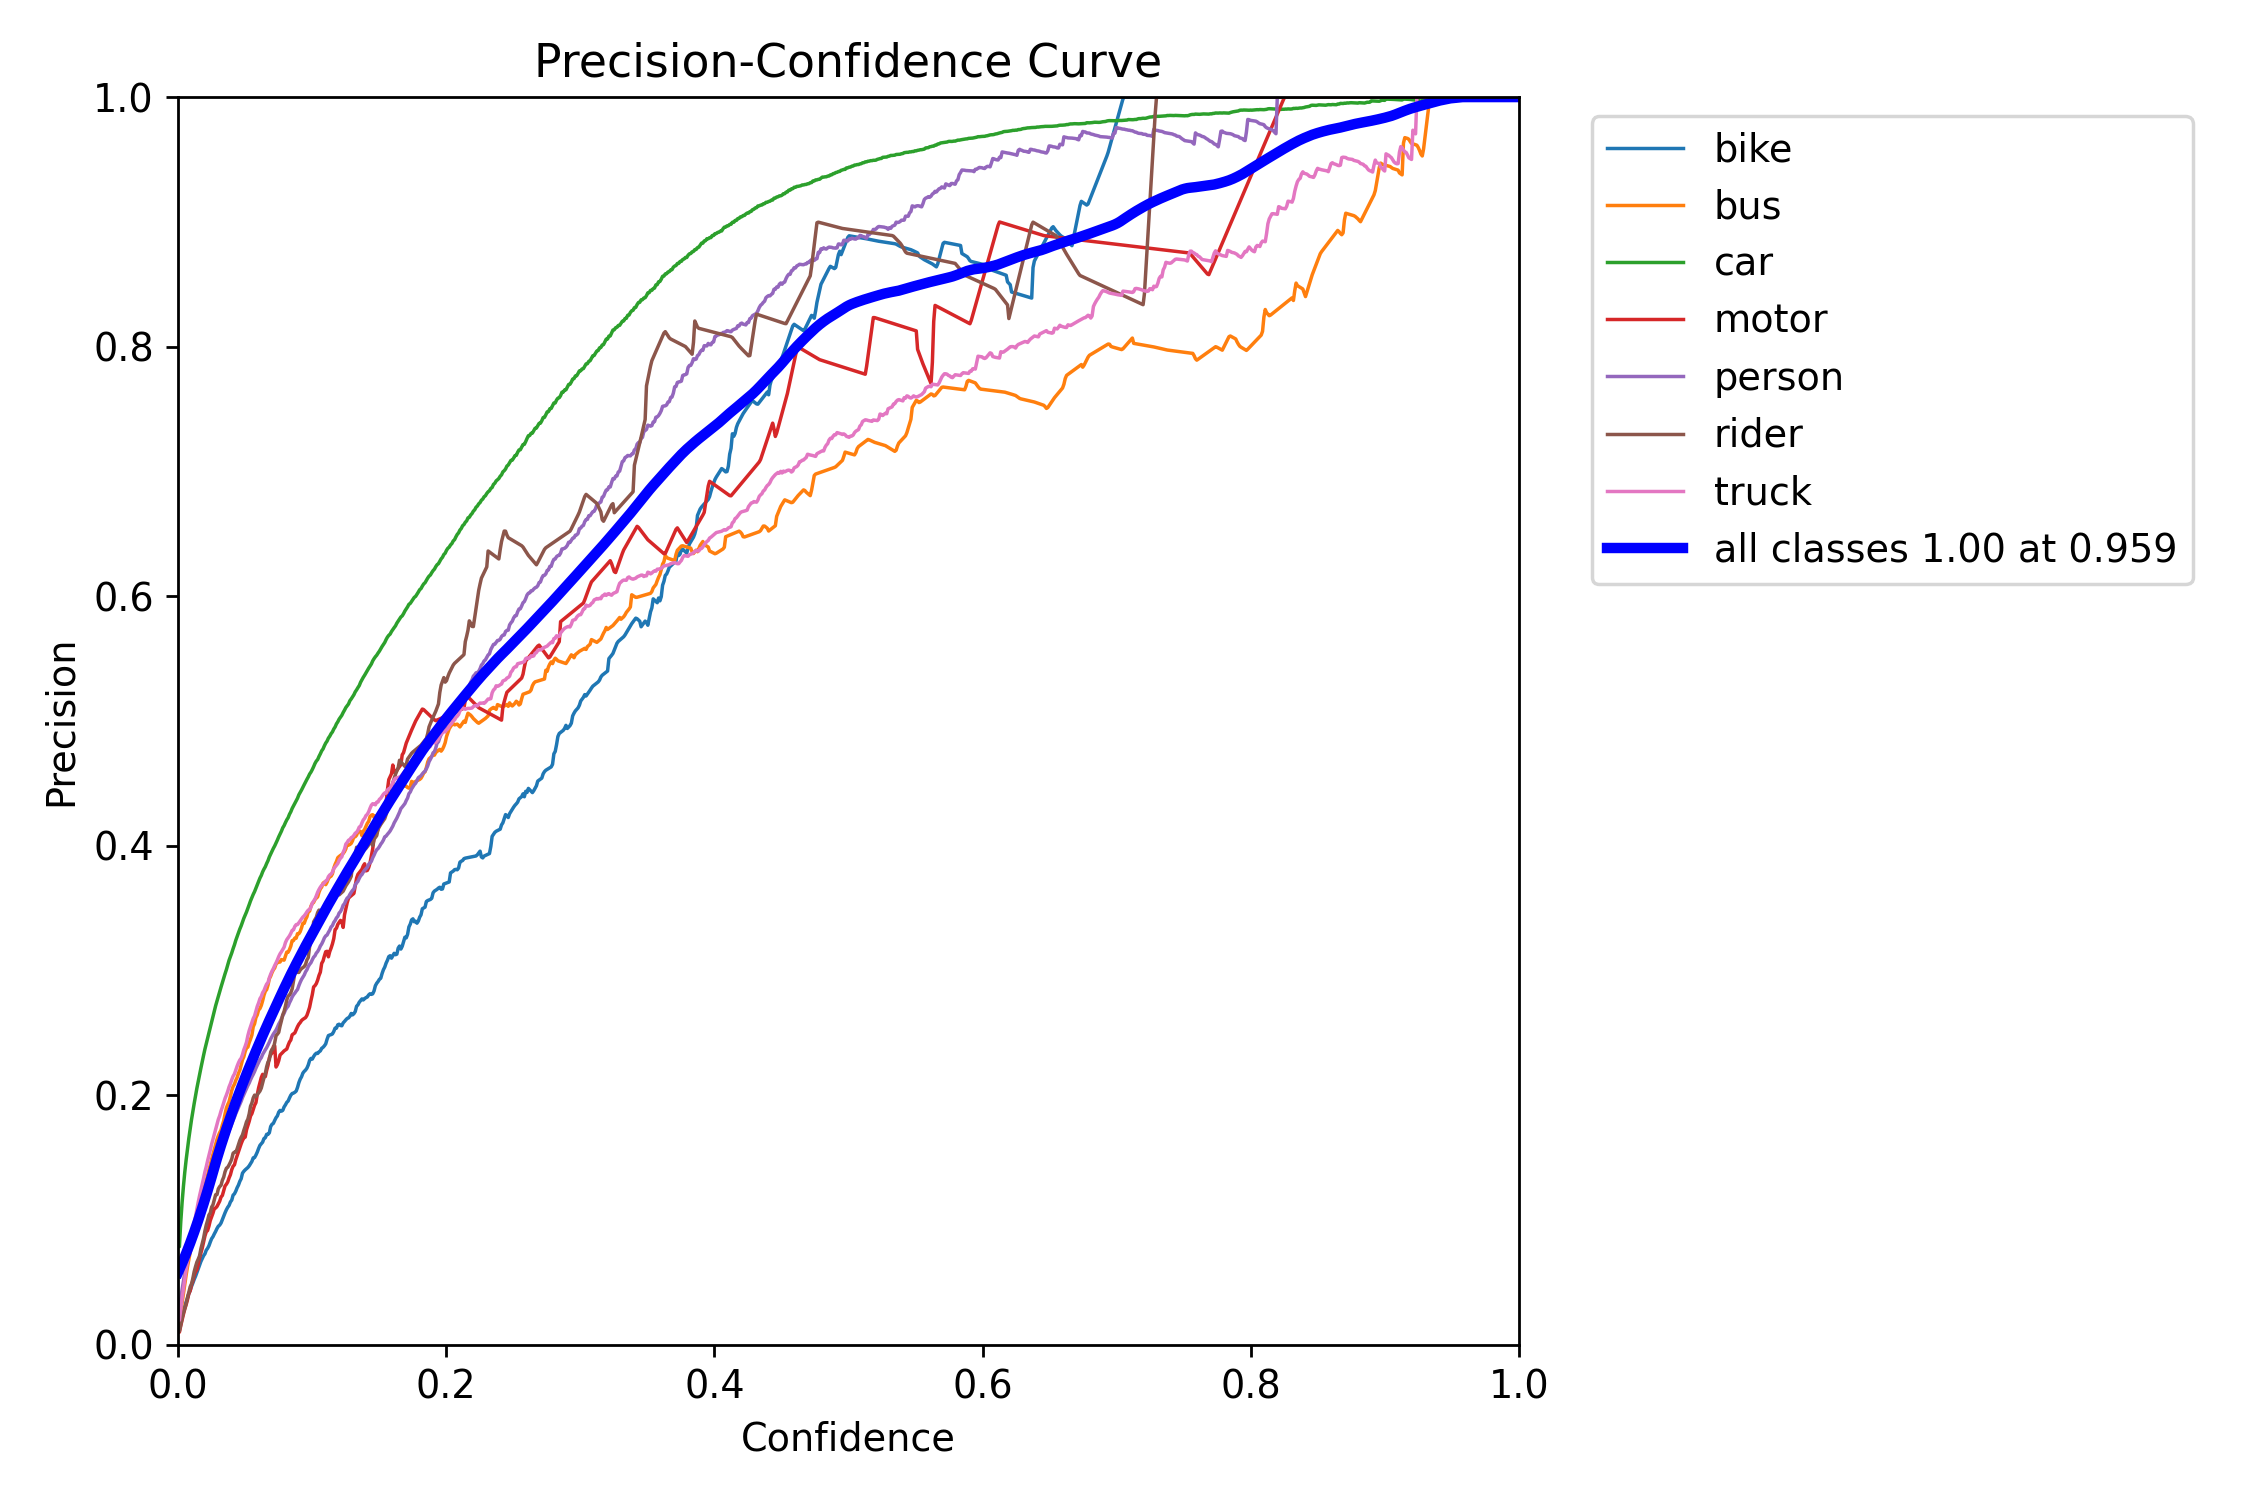 Precision-Confidence Curve
1.0
0.8
0.6
0.4
0.2
0.0
Precision
0.0 0.2 0.4 0.6 0.8 1.0
Confidence
bike
bus
car
motor
person
rider
truck
all classes 1.00 at 0.959